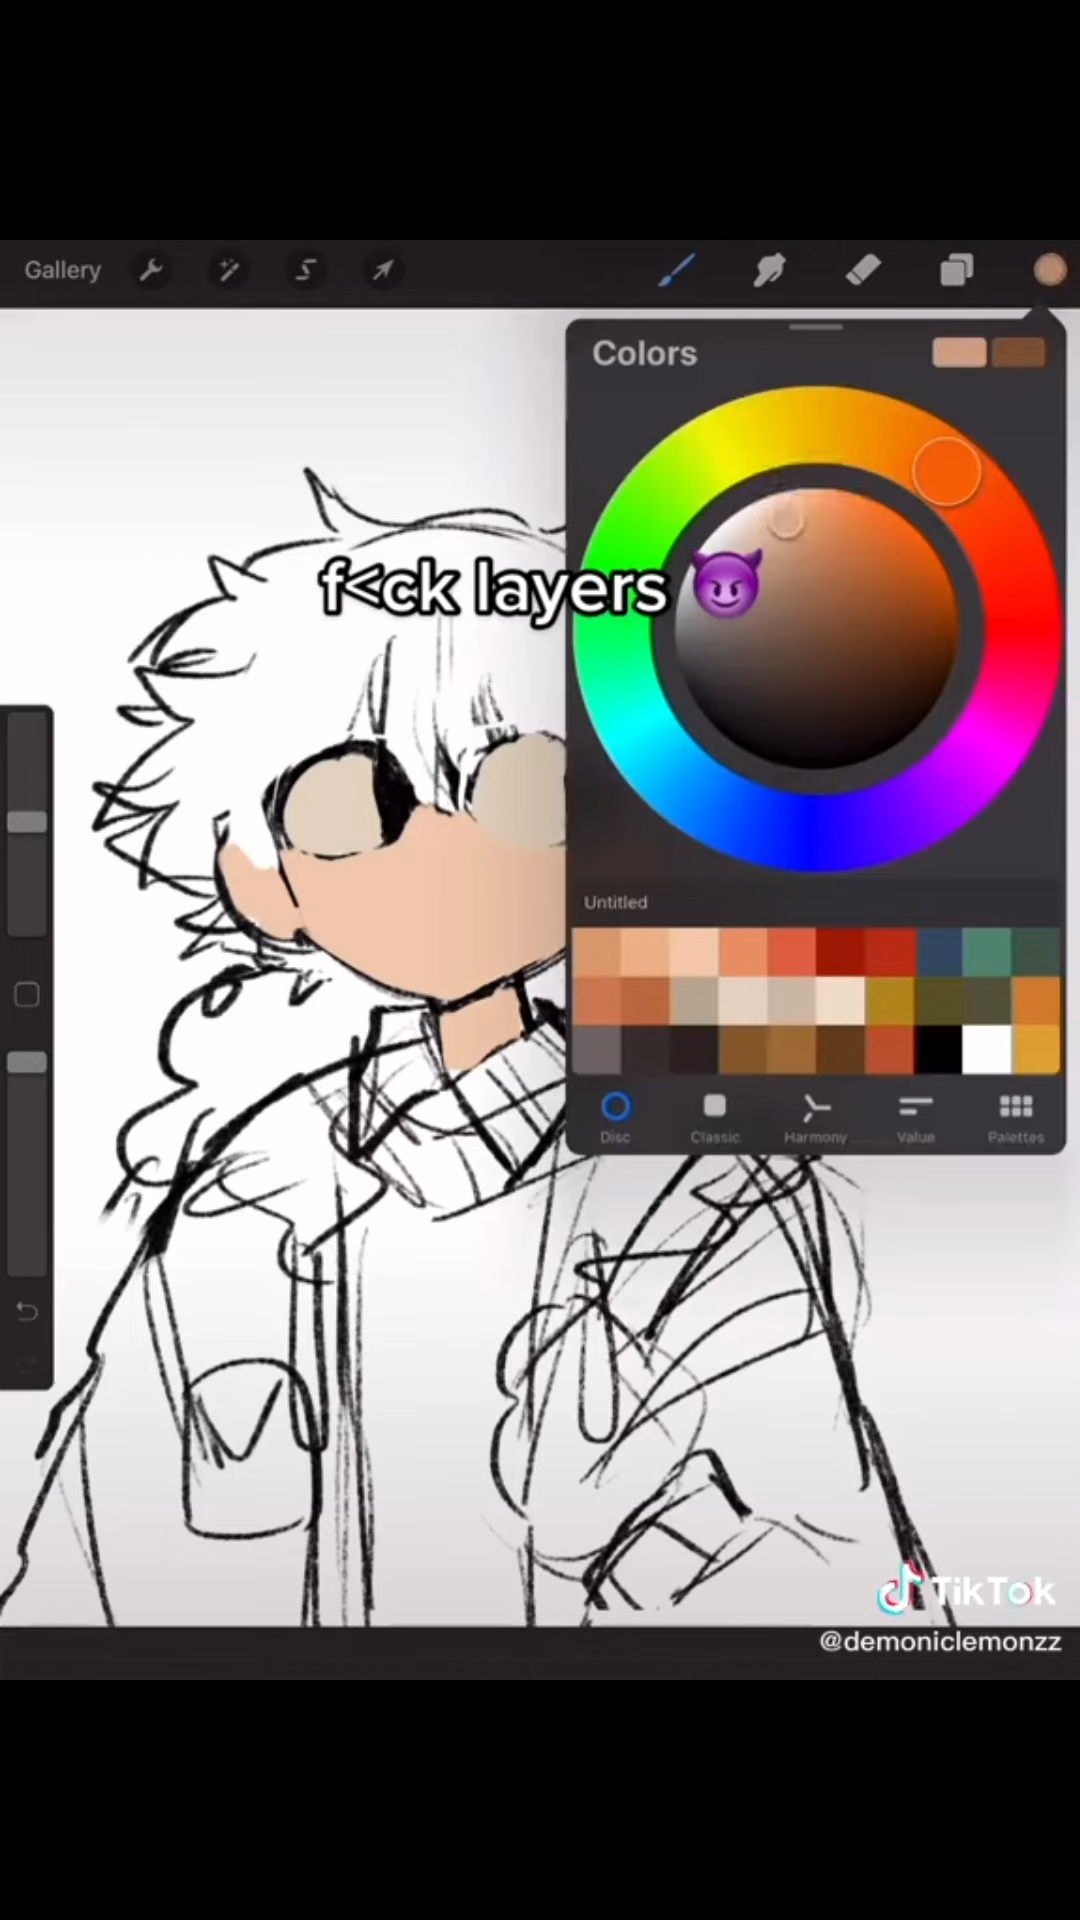 Gallery
Colors
f<ck layers 😈
Untitled
Disc
Classic
Harmony
Value
Palettes
TikTok
@demoniclemonzz